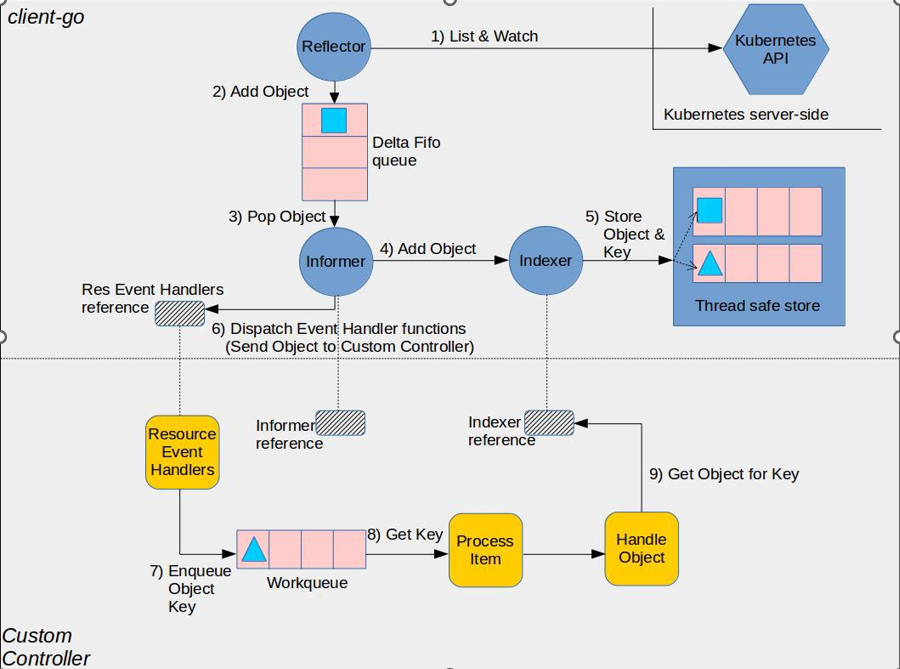 client-go
Reflector
1) List & Watch
Kubernetes
API
Kubernetes server-side
2) Add Object
Delta Fifo
queue
3) Pop Object
Informer
4) Add Object
Indexer
5) Store
Object &
Key
Thread safe store
Res Event Handlers
reference
6) Dispatch Event Handler functions
(Send Object to Custom Controller)
Resource
Event
Handlers
Informer
reference
Indexer
reference
9) Get Object for Key
7) Enqueue
Object
Key
Workqueue
8) Get Key
Process
Item
Handle
Object
Custom
Controller